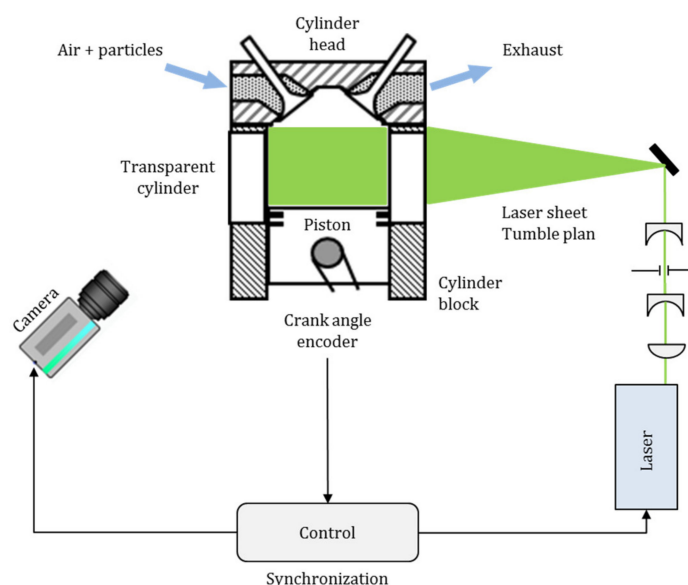 Cylinder
head
Air + particles
Exhaust
Transparent
cylinder
Laser sheet
Tumble plan
Piston
Cylinder
block
Camera
Crank angle
encoder
Laser
Control
Synchronization